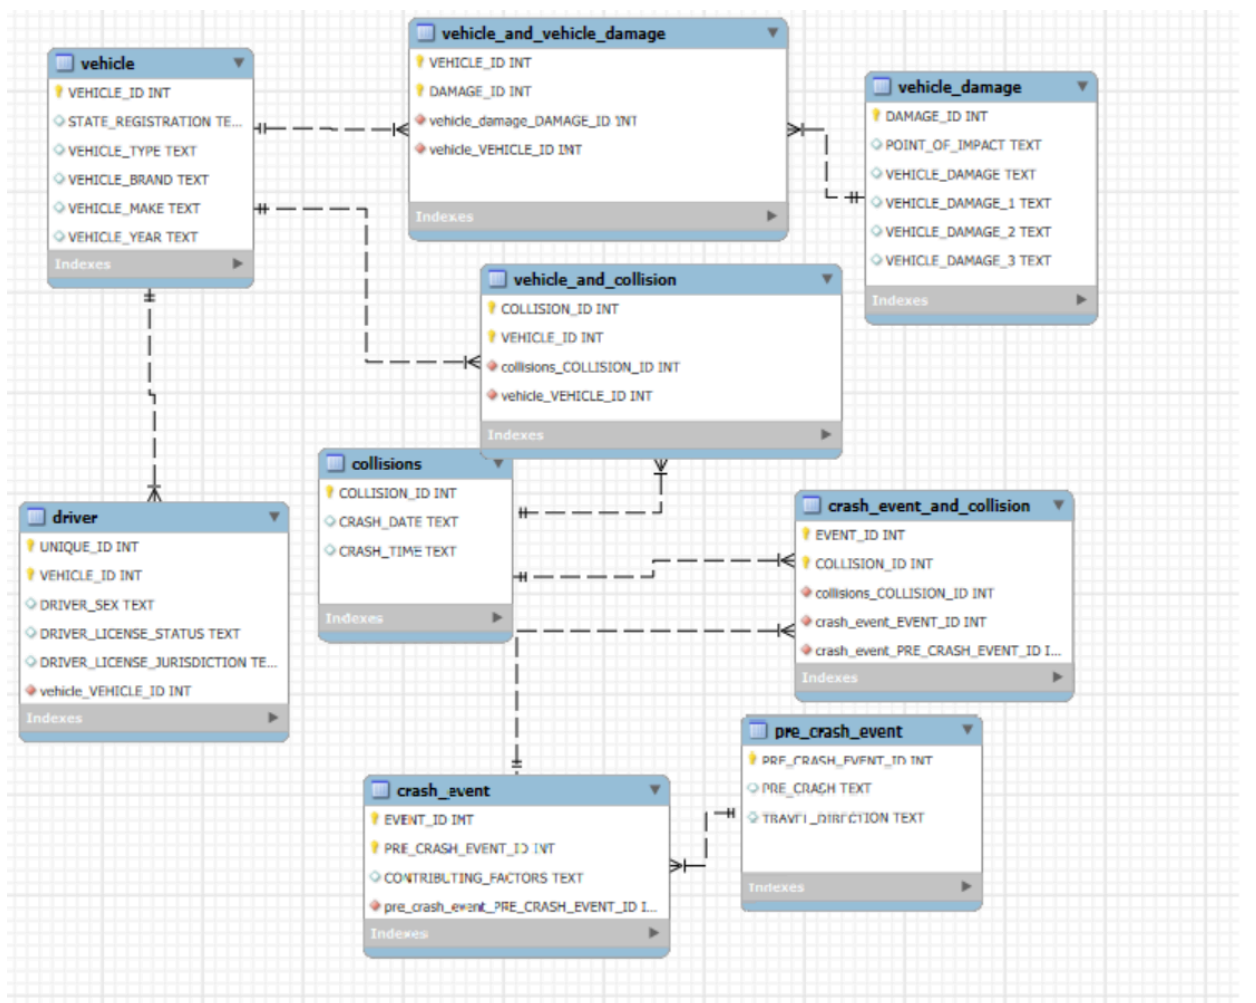 vehicle
VEHICLE_ID INT
STATE_REGISTRATION TE...
VEHICLE_TYPE TEXT
VEHICLE_BRAND TEXT
VEHICLE_MAKE TEXT
VEHICLE_YEAR TEXT
Indexes
vehicle_and_vehicle_damage
VEHICLE_ID INT
DAMAGE_ID INT
vehicle_damage_DAMAGE_ID INT
vehicle_VEHICLE_ID INT
Indexes
vehicle_damage
DAMAGE_ID INT
POINT_OF_IMPACT TEXT
VEHICLE_DAMAGE TEXT
VEHICLE_DAMAGE_1 TEXT
VEHICLE_DAMAGE_2 TEXT
VEHICLE_DAMAGE_3 TEXT
Indexes
vehicle_and_collision
COLLISION_ID INT
VEHICLE_ID INT
collisions_COLLISION_ID INT
vehicle_VEHICLE_ID INT
Indexes
collisions
COLLISION_ID INT
CRASH_DATE TEXT
CRASH_TIME TEXT
Indexes
driver
UNIQUE_ID INT
VEHICLE_ID INT
DRIVER_SEX TEXT
DRIVER_LICENSE_STATUS TEXT
DRIVER_LICENSE_JURISDICTION TE...
vehicle_VEHICLE_ID INT
Indexes
crash_event_and_collision
EVENT_ID INT
COLLISION_ID INT
collisions_COLLISION_ID INT
crash_event_EVENT_ID INT
crash_event_PRE_CRASH_EVENT_ID I...
Indexes
pre_crash_event
PRE_CRASH_EVENT_ID INT
PRE_CRASH TEXT
TRAVEL_DIRECTION TEXT
Indexes
crash_event
EVENT_ID INT
PRE_CRASH_EVENT_ID INT
CONTRIBUTING_FACTORS TEXT
pre_crash_event_PRE_CRASH_EVENT_ID I...
Indexes